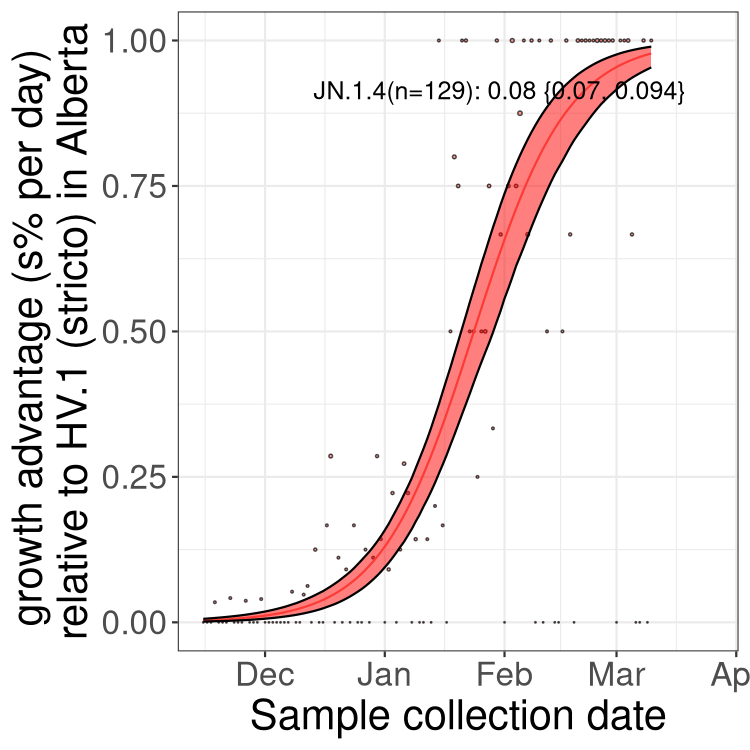 growth advantage (s% per day)
relative to HV.1 (stricto) in Alberta
1.00
0.75
0.50
0.25
0.00
JN.1.4(n=129): 0.08 {0.07, 0.094}
Dec Jan Feb Mar Ap
Sample collection date